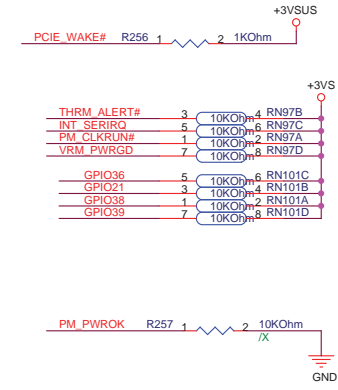 +3VSUS
PCIE_WAKE# R256 1 2 1KOhm
+3VS
THRM_ALERT# 3 10KOhm 4 RN97B
INT_SERIRQ 5 10KOhm 6 RN97C
PM_CLKRUN# 1 10KOhm 2 RN97A
VRM_PWRGD 7 10KOhm 8 RN97D
GPIO36 5 10KOhm 6 RN101C
GPIO21 3 10KOhm 4 RN101B
GPIO38 1 10KOhm 2 RN101A
GPIO39 7 10KOhm 8 RN101D
PM_PWROK R257 1 2 10KOhm
/X
GND